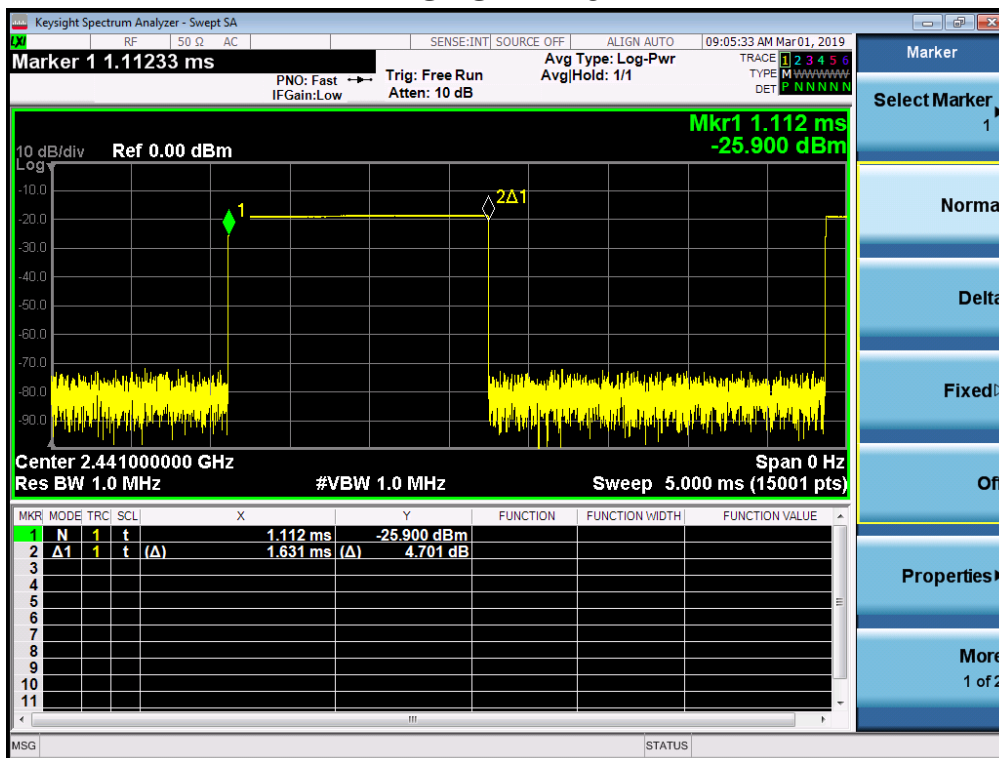 Keysight Spectrum Analyzer - Swept SA
LXI RF 50 Ω AC SENSE:INT SOURCE OFF ALIGN AUTO 09:05:33 AM Mar 01, 2019
Marker 1 1.11233 ms
PNO: Fast
IFGain:Low
Trig: Free Run
Atten: 10 dB
Avg Type: Log-Pwr
Avg|Hold: 1/1
TRACE 1 2 3 4 5 6
TYPE M WWWWW
DET P N N N N N
Mkr1 1.112 ms
-25.900 dBm
10 dB/div Ref 0.00 dBm
Log
-10.0
-20.0
-30.0
-40.0
-50.0
-60.0
-70.0
-80.0
-90.0
1
2Δ1
Center 2.441000000 GHz Span 0 Hz
Res BW 1.0 MHz #VBW 1.0 MHz Sweep 5.000 ms (15001 pts)
MKR MODE TRC SCL X Y FUNCTION FUNCTION WIDTH FUNCTION VALUE
1 N 1 t 1.112 ms -25.900 dBm
2 Δ1 1 t (Δ) 1.631 ms (Δ) 4.701 dB
3
4
5
6
7
8
9
10
11
MSG STATUS
Marker
Select Marker
1
Norma
Delta
Fixed
Of
Properties
More
1 of 2